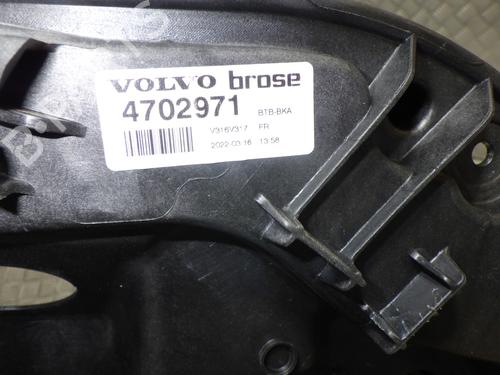 VOLVO brose
4702971 BTB-BKA
V316V317 FR
2022-03-16 13:58